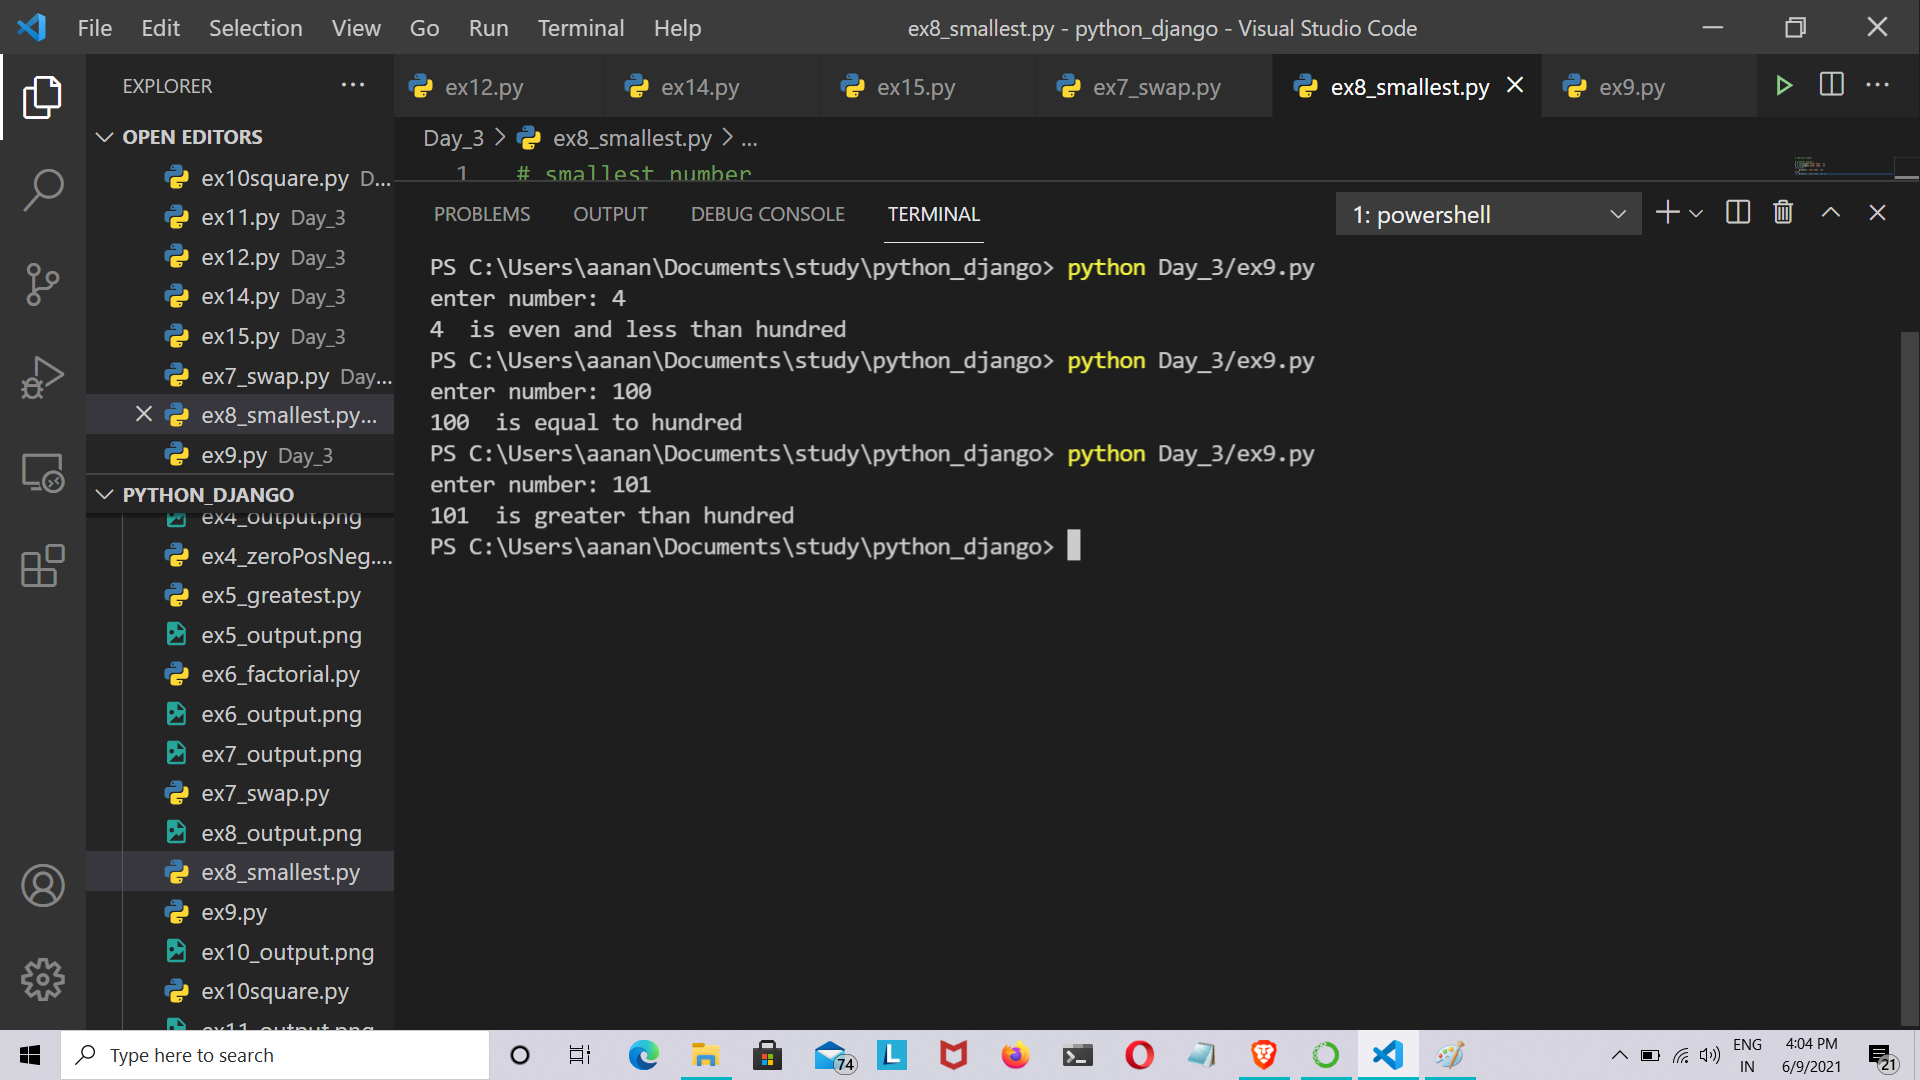 File Edit Selection View Go Run Terminal Help
ex8_smallest.py - python_django - Visual Studio Code
EXPLORER
ex12.py
ex14.py
ex15.py
ex7_swap.py
ex8_smallest.py
ex9.py
OPEN EDITORS
ex10square.py D...
ex11.py Day_3
ex12.py Day_3
ex14.py Day_3
ex15.py Day_3
ex7_swap.py Day...
ex8_smallest.py...
ex9.py Day_3
PYTHON_DJANGO
ex4_output.png
ex4_zeroPosNeg....
ex5_greatest.py
ex5_output.png
ex6_factorial.py
ex6_output.png
ex7_output.png
ex7_swap.py
ex8_output.png
ex8_smallest.py
ex9.py
ex10_output.png
ex10square.py
ex11_output.png
Day_3 > ex8_smallest.py > ...
1 # smallest number
PROBLEMS OUTPUT DEBUG CONSOLE TERMINAL
1: powershell
PS C:\Users\aanan\Documents\study\python_django> python Day_3/ex9.py
enter number: 4
4  is even and less than hundred
PS C:\Users\aanan\Documents\study\python_django> python Day_3/ex9.py
enter number: 100
100  is equal to hundred
PS C:\Users\aanan\Documents\study\python_django> python Day_3/ex9.py
enter number: 101
101  is greater than hundred
PS C:\Users\aanan\Documents\study\python_django>
Type here to search
74
L
ENG
IN
4:04 PM
6/9/2021
21